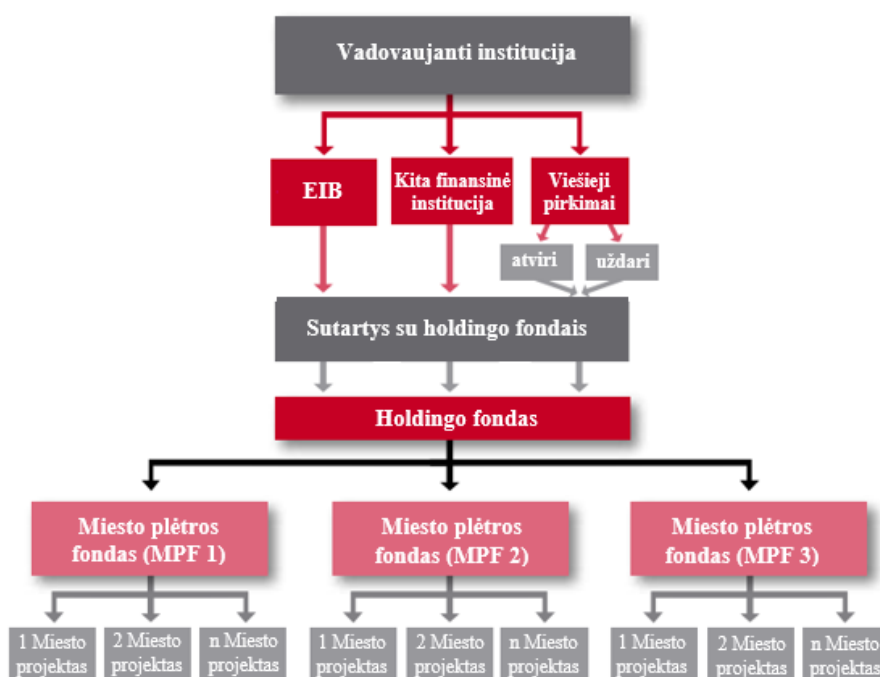 Vadovaujanti institucija
EIB
Kita finansinė
institucija
Viešieji
pirkimai
atviri
uždari
Sutartys su holdingo fondais
Holdingo fondas
Miesto plėtros
fondas (MPF 1)
Miesto plėtros
fondas (MPF 2)
Miesto plėtros
fondas (MPF 3)
1 Miesto
projektas
2 Miesto
projektas
n Miesto
projektas
1 Miesto
projektas
2 Miesto
projektas
n Miesto
projektas
1 Miesto
projektas
2 Miesto
projektas
n Miesto
projektas